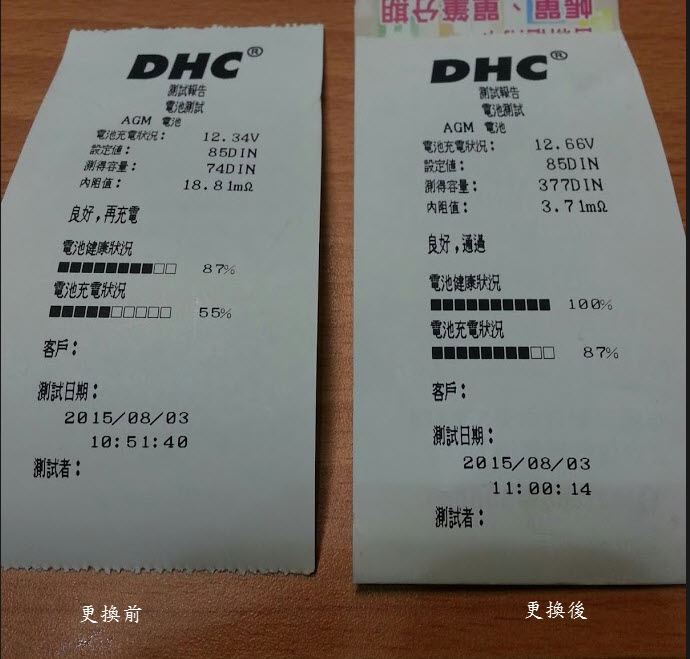 帳單、單筆分期
DHC®
測試報告
電池測試
AGM 電池
電池充電狀況： 12.34V
設定值： 85DIN
測得容量： 74DIN
內阻值： 18.81mΩ
良好，再充電
電池健康狀況
87%
電池充電狀況
55%
客戶：
測試日期：
2015/08/03
10:51:40
測試者：
更換前
DHC®
測試報告
電池測試
AGM 電池
電池充電狀況： 12.66V
設定值： 85DIN
測得容量： 377DIN
內阻值： 3.71mΩ
良好，通過
電池健康狀況
100%
電池充電狀況
87%
客戶：
測試日期：
2015/08/03
11:00:14
測試者：
更換後